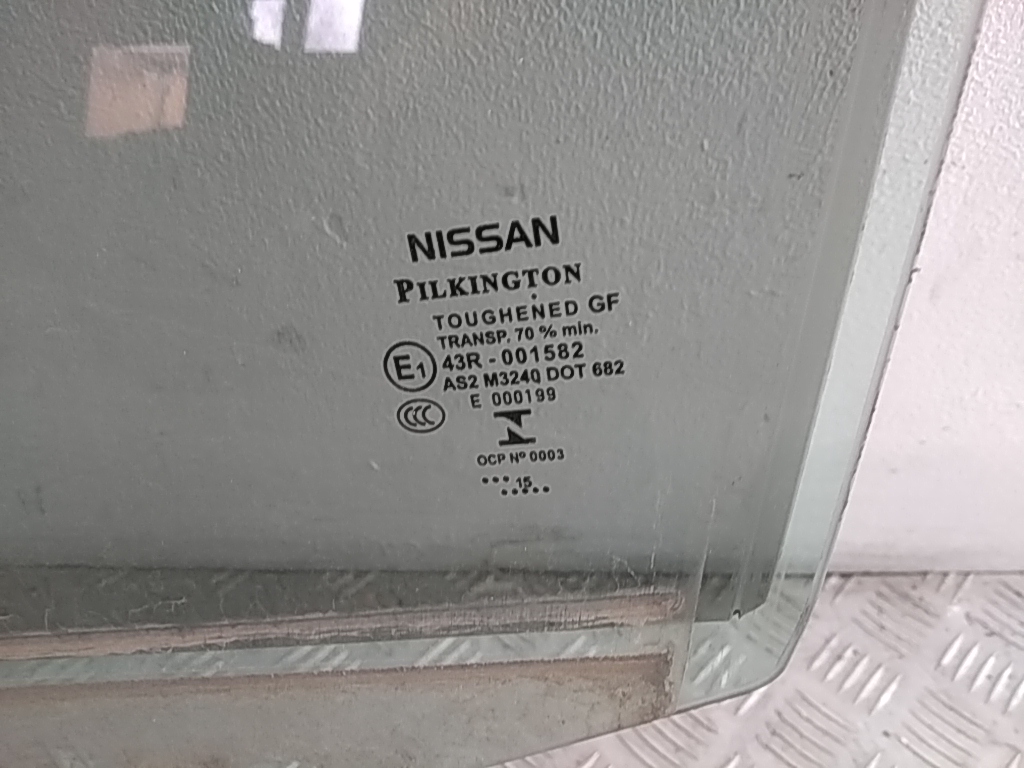 NISSAN
PILKINGTON
TOUGHENED GF
TRANSP. 70 % min.
E1 43R - 001582
AS2 M3240 DOT 682
E 000199
CCC
OCP Nº 0003
••• 15
•••••